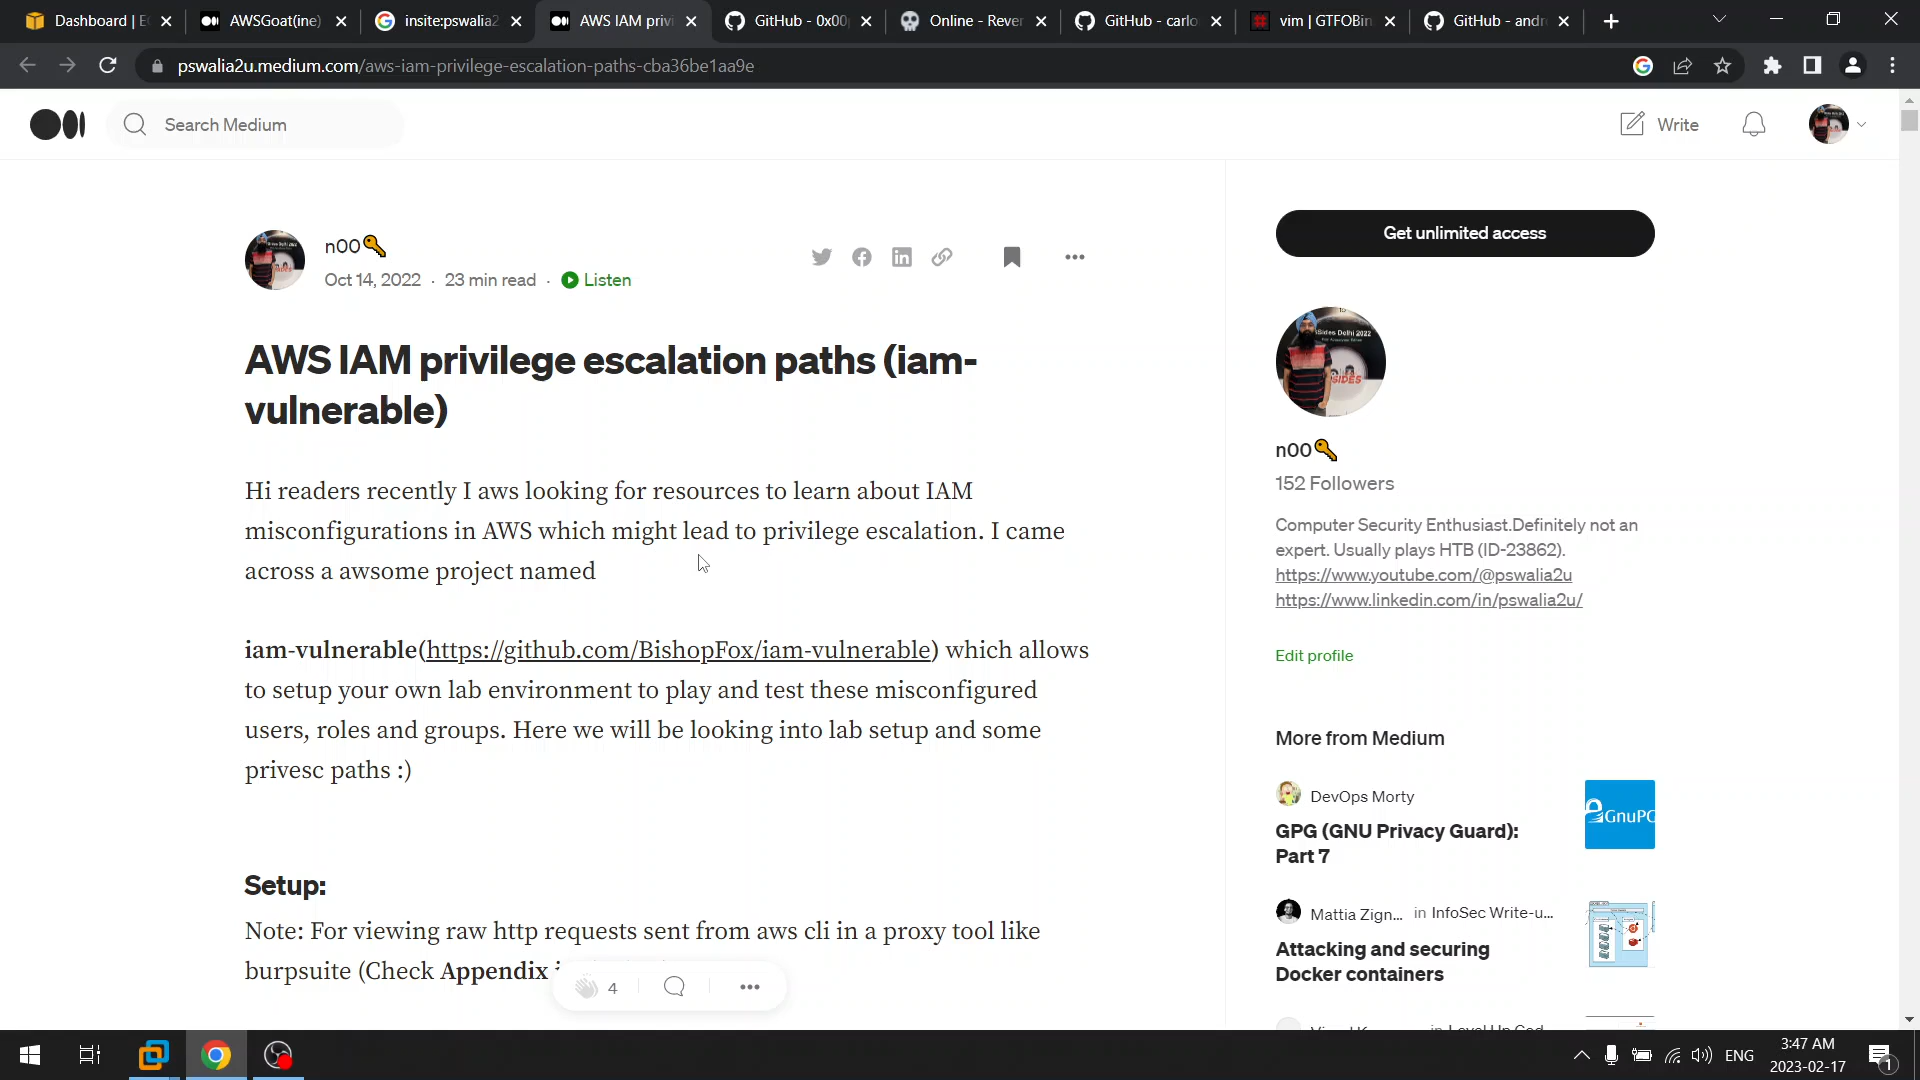 Dashboard | E
AWSGoat(ine)
insite:pswalia2
AWS IAM privi
GitHub - 0x00
Online - Rever
GitHub - carlo
vim | GTFOBin
GitHub - andr
pswalia2u.medium.com/aws-iam-privilege-escalation-paths-cba36be1aa9e
Search Medium
Write
n00🔑
Oct 14, 2022 · 23 min read · Listen
AWS IAM privilege escalation paths (iam-
vulnerable)
Hi readers recently I aws looking for resources to learn about IAM
misconfigurations in AWS which might lead to privilege escalation. I came
across a awsome project named
iam-vulnerable(https://github.com/BishopFox/iam-vulnerable) which allows
to setup your own lab environment to play and test these misconfigured
users, roles and groups. Here we will be looking into lab setup and some
privesc paths :)
Setup:
Note: For viewing raw http requests sent from aws cli in a proxy tool like
burpsuite (Check Appendix
4
Get unlimited access
Sides Delhi 2022
SIDES
n00🔑
152 Followers
Computer Security Enthusiast.Definitely not an
expert. Usually plays HTB (ID-23862).
https://www.youtube.com/@pswalia2u
https://www.linkedin.com/in/pswalia2u/
Edit profile
More from Medium
DevOps Morty
GPG (GNU Privacy Guard):
Part 7
GnuPG
Mattia Zign... in InfoSec Write-u...
Attacking and securing
Docker containers
ENG
3:47 AM
2023-02-17
1